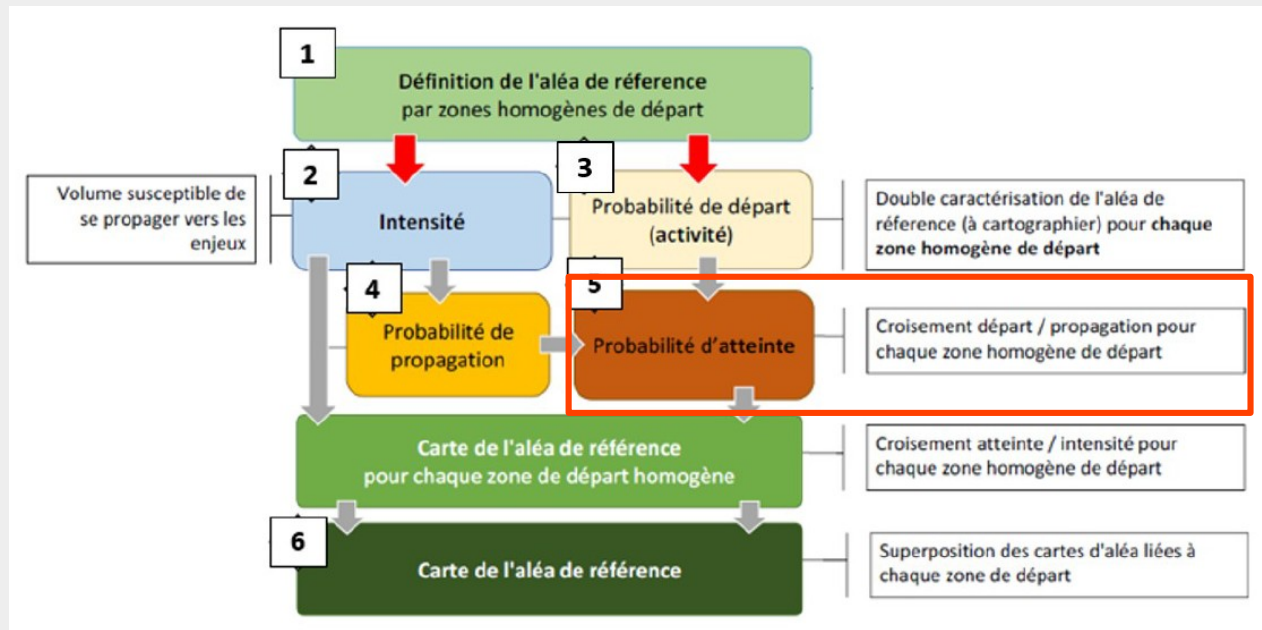 1
Définition de l'aléa de réference
par zones homogènes de départ
2
3
Volume susceptible de
se propager vers les
enjeux
Intensité
Probabilité de départ
(activité)
Double caractérisation de l'aléa de
réference (à cartographier) pour chaque
zone homogène de départ
4
5
Probabilité de
propagation
Probabilité d'atteinte
Croisement départ / propagation pour
chaque zone homogène de départ
Carte de l'aléa de référence
pour chaque zone de départ homogène
Croisement atteinte / intensité pour
chaque zone homogène de départ
6
Carte de l'aléa de référence
Superposition des cartes d'aléa liées à
chaque zone de départ